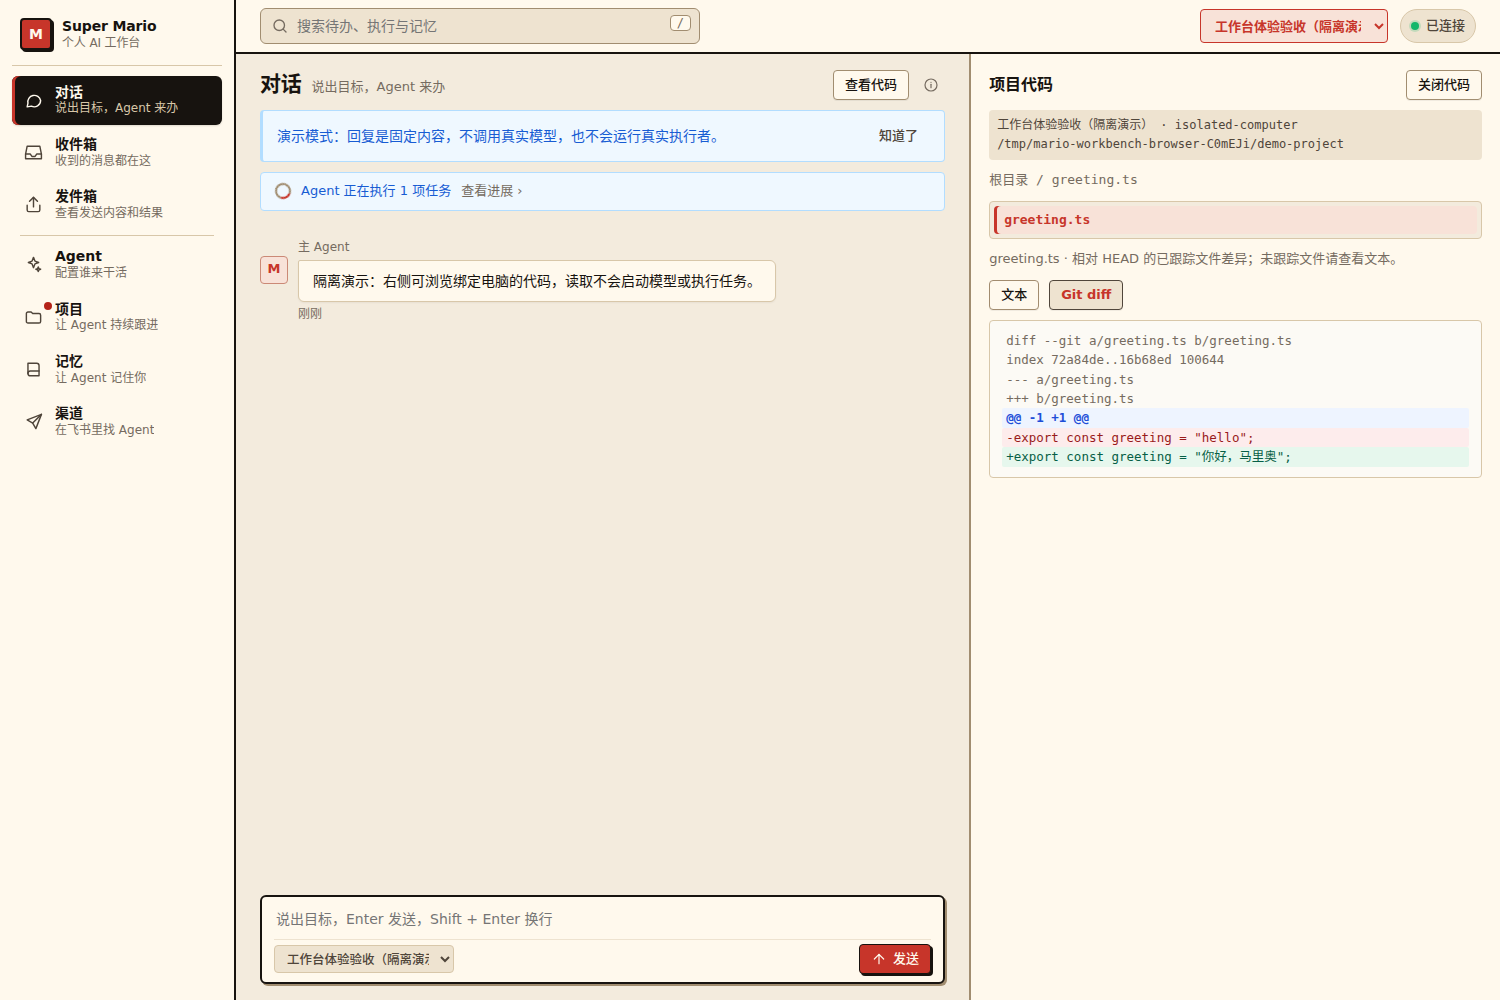 M
Super Mario
个人 AI 工作台
对话
说出目标，Agent 来办
收件箱
收到的消息都在这
发件箱
查看发送内容和结果
Agent
配置谁来干活
项目
让 Agent 持续跟进
记忆
让 Agent 记住你
渠道
在飞书里找 Agent
搜索待办、执行与记忆
/
工作台体验验收（隔离演
已连接
对话 说出目标，Agent 来办
查看代码
演示模式：回复是固定内容，不调用真实模型，也不会运行真实执行。
知道了
Agent 正在执行 1 项任务 查看进展 ›
主 Agent
M
隔离演示：右侧可浏览绑定电脑的代码，读取不会启动模型或执行任务。
刚刚
说出目标，Enter 发送，Shift + Enter 换行
工作台体验验收（隔离演
发送
项目代码
关闭代码
工作台体验验收（隔离演示） · isolated-computer
/tmp/mario-workbench-browser-C0mEJi/demo-project
根目录 / greeting.ts
greeting.ts
greeting.ts · 相对 HEAD 的已跟踪文件差异；未跟踪文件请查看文本。
文本
Git diff
diff --git a/greeting.ts b/greeting.ts
index 72a84de..16b68ed 100644
--- a/greeting.ts
+++ b/greeting.ts
@@ -1 +1 @@
-export const greeting = "hello";
+export const greeting = "你好，马里奥";